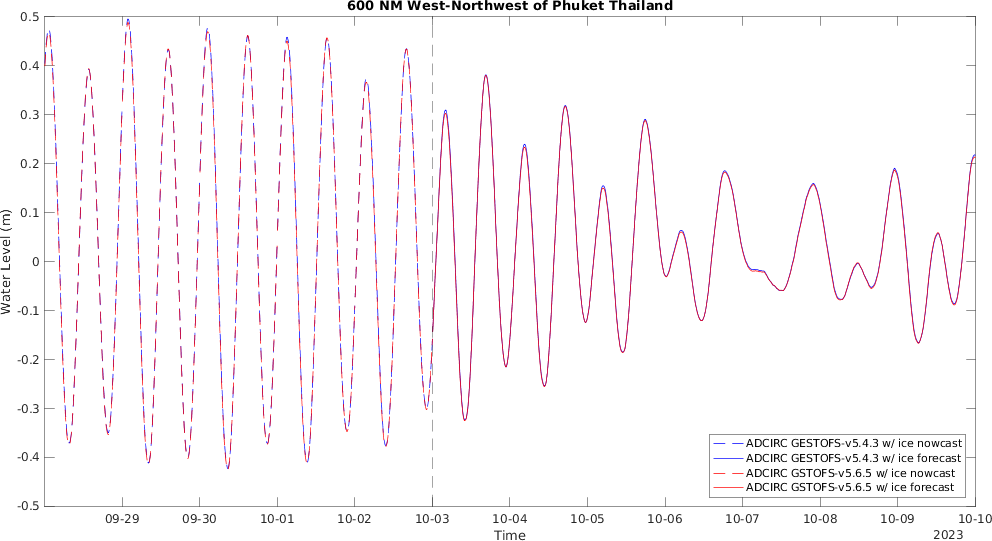 600 NM West-Northwest of Phuket Thailand
0.5
0.4
0.3
0.2
0.1
0
-0.1
-0.2
-0.3
-0.4
-0.5
Water Level (m)
ADCIRC GESTOFS-v5.4.3 w/ ice nowcast
ADCIRC GESTOFS-v5.4.3 w/ ice forecast
ADCIRC GSTOFS-v5.6.5 w/ ice nowcast
ADCIRC GSTOFS-v5.6.5 w/ ice forecast
09-29 09-30 10-01 10-02 10-03 10-04 10-05 10-06 10-07 10-08 10-09 10-10
Time
2023